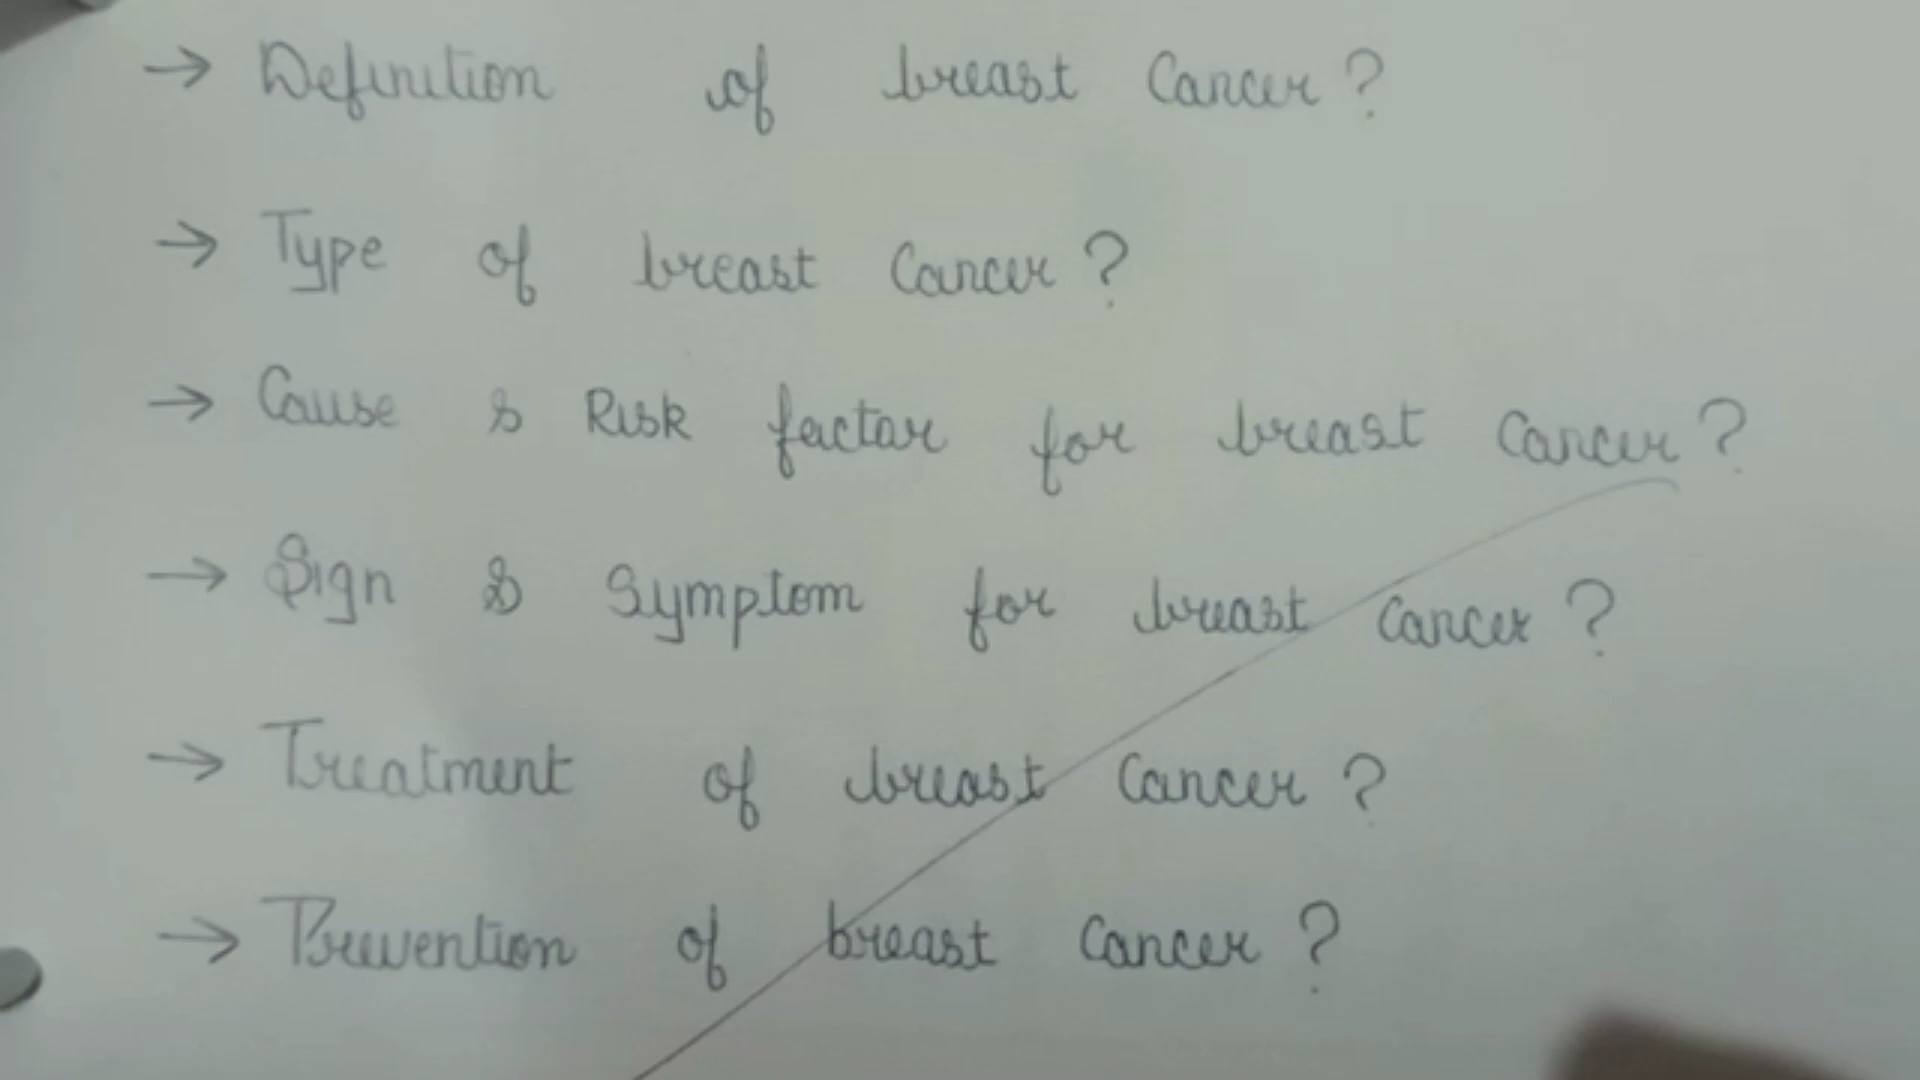 → Definition of breast Cancer?
→ Type of breast Cancer?
→ Cause & Risk factor for breast Cancer?
→ Sign & Symptom for breast Cancer?
→ Treatment of breast Cancer?
→ Prevention of breast Cancer?